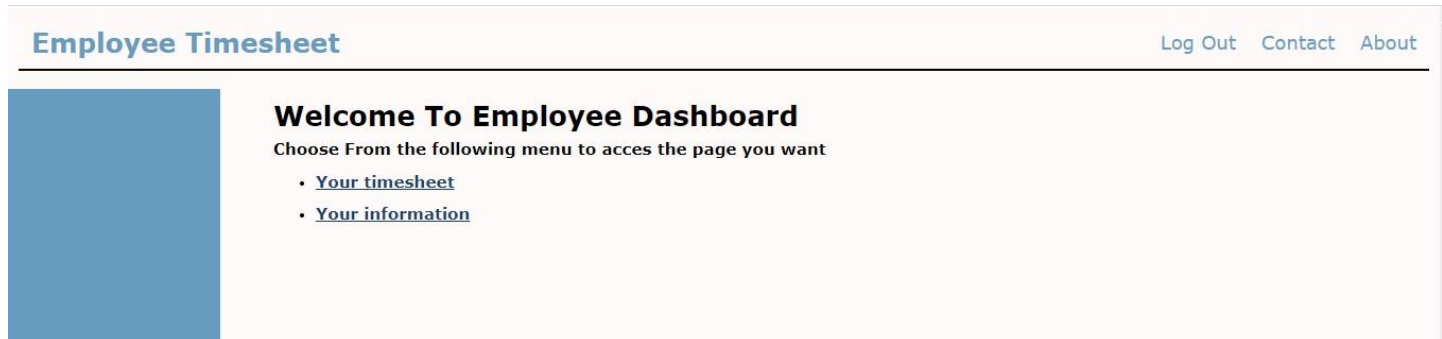 Employee Timesheet
Log Out Contact About
Welcome To Employee Dashboard
Choose From the following menu to acces the page you want
• Your timesheet
• Your information